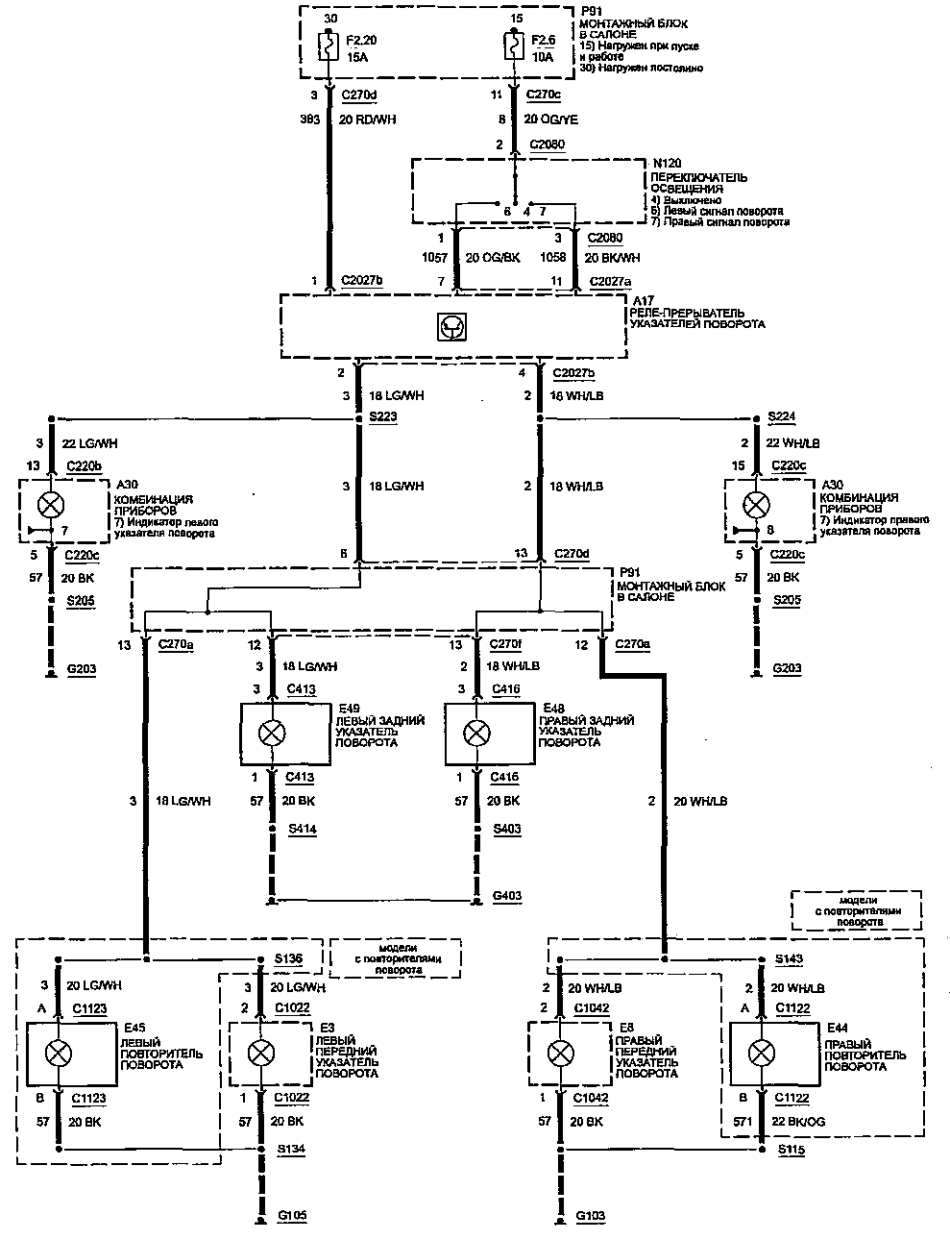 30
15
P91
МОНТАЖНЫЙ БЛОК
В САЛОНЕ
15) Нагружен при пуске
и работе
30) Нагружен постоянно
F2.20
15A
F2.6
10A
3 C270d
11 C270c
383 20 RD/WH
8 20 OG/YE
2 C2080
N120
ПЕРЕКЛЮЧАТЕЛЬ
ОСВЕЩЕНИЯ
4) Выключено
6) Левый сигнал поворота
7) Правый сигнал поворота
6 4 7
1 3 C2080
1057 20 OG/BK 1058 20 BK/WH
1 C2027b 7 11 C2027a
A17
РЕЛЕ-ПРЕРЫВАТЕЛЬ
УКАЗАТЕЛЕЙ ПОВОРОТА
2 4 C2027b
3 18 LG/WH 2 18 WH/LB
S223 S224
3 22 LG/WH 2 22 WH/LB
13 C220b 15 C220c
3 18 LG/WH 2 18 WH/LB
A30
КОМБИНАЦИЯ
ПРИБОРОВ
7) Индикатор левого
указателя поворота
7
A30
КОМБИНАЦИЯ
ПРИБОРОВ
7) Индикатор правого
указателя поворота
8
5 C220c 6 13 C270d 5 C220c
57 20 BK 57 20 BK
P91
МОНТАЖНЫЙ БЛОК
В САЛОНЕ
S205 S205
13 C270a 12 13 C270f 12 C270a
G203 G203
3 18 LG/WH 2 18 WH/LB
3 C413 3 C416
E49
ЛЕВЫЙ ЗАДНИЙ
УКАЗАТЕЛЬ
ПОВОРОТА
E48
ПРАВЫЙ ЗАДНИЙ
УКАЗАТЕЛЬ
ПОВОРОТА
1 C413 1 C416
57 20 BK 57 20 BK
3 18 LG/WH 2 20 WH/LB
S414 S403
G403
модели
с повторителями
поворота
модели
с повторителями
поворота
S136 S143
3 20 LG/WH 3 20 LG/WH 2 20 WH/LB 2 20 WH/LB
A C1123 2 C1022 2 C1042 A C1122
E45
ЛЕВЫЙ
ПОВТОРИТЕЛЬ
ПОВОРОТА
E3
ЛЕВЫЙ
ПЕРЕДНИЙ
УКАЗАТЕЛЬ
ПОВОРОТА
E8
ПРАВЫЙ
ПЕРЕДНИЙ
УКАЗАТЕЛЬ
ПОВОРОТА
E44
ПРАВЫЙ
ПОВТОРИТЕЛЬ
ПОВОРОТА
B C1123 1 C1022 1 C1042 B C1122
57 20 BK 57 20 BK 57 20 BK 571 22 BK/OG
S134 S115
G105 G103